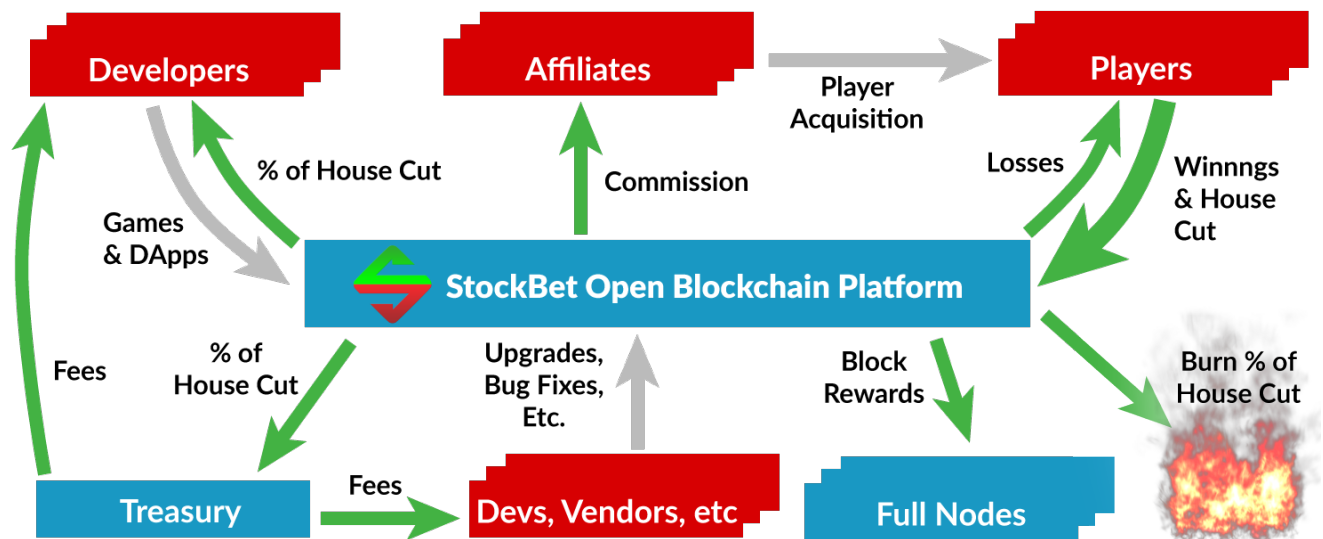 Developers
Affiliates
Players
Player
Acquisition
% of House Cut
Commission
Losses
Winnngs
& House
Cut
Games
& DApps
StockBet Open Blockchain Platform
Fees
% of
House Cut
Upgrades,
Bug Fixes,
Etc.
Block
Rewards
Burn % of
House Cut
Treasury
Fees
Devs, Vendors, etc
Full Nodes